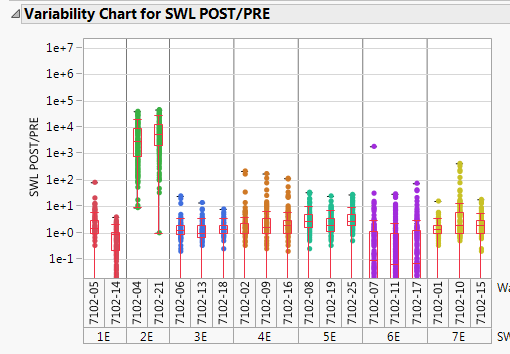 Variability Chart for SWL POST/PRE
1e+7
1e+6
1e+5
1e+4
1e+3
1e+2
1e+1
1e+0
1e-1
SWL POST/PRE
7102-05 7102-14 7102-04 7102-21 7102-06 7102-13 7102-18 7102-02 7102-09 7102-16 7102-08 7102-19 7102-25 7102-07 7102-11 7102-17 7102-01 7102-10 7102-15 Wa
1E 2E 3E 4E 5E 6E 7E SW